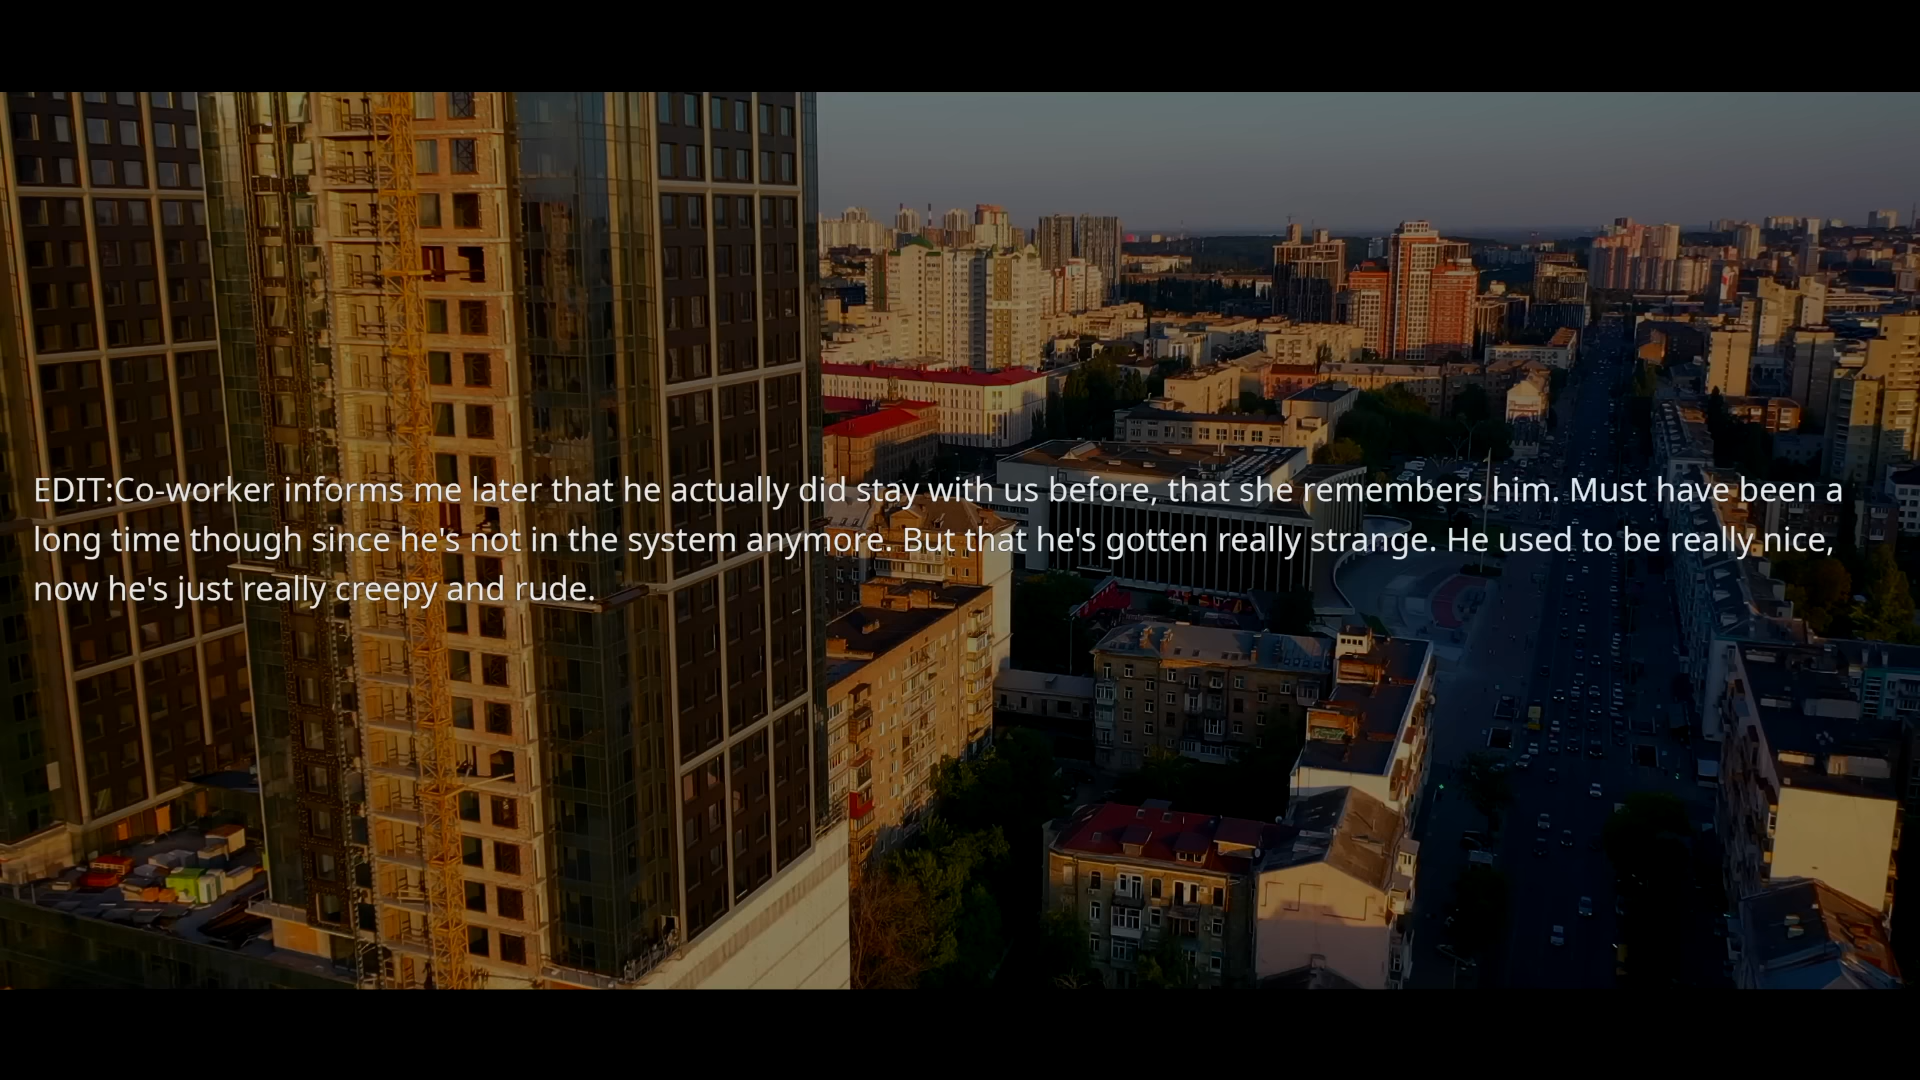 EDIT:Co-worker informs me later that he actually did stay with us before, that she remembers him. Must have been a
long time though since he's not in the system anymore. But that he's gotten really strange. He used to be really nice,
now he's just really creepy and rude.